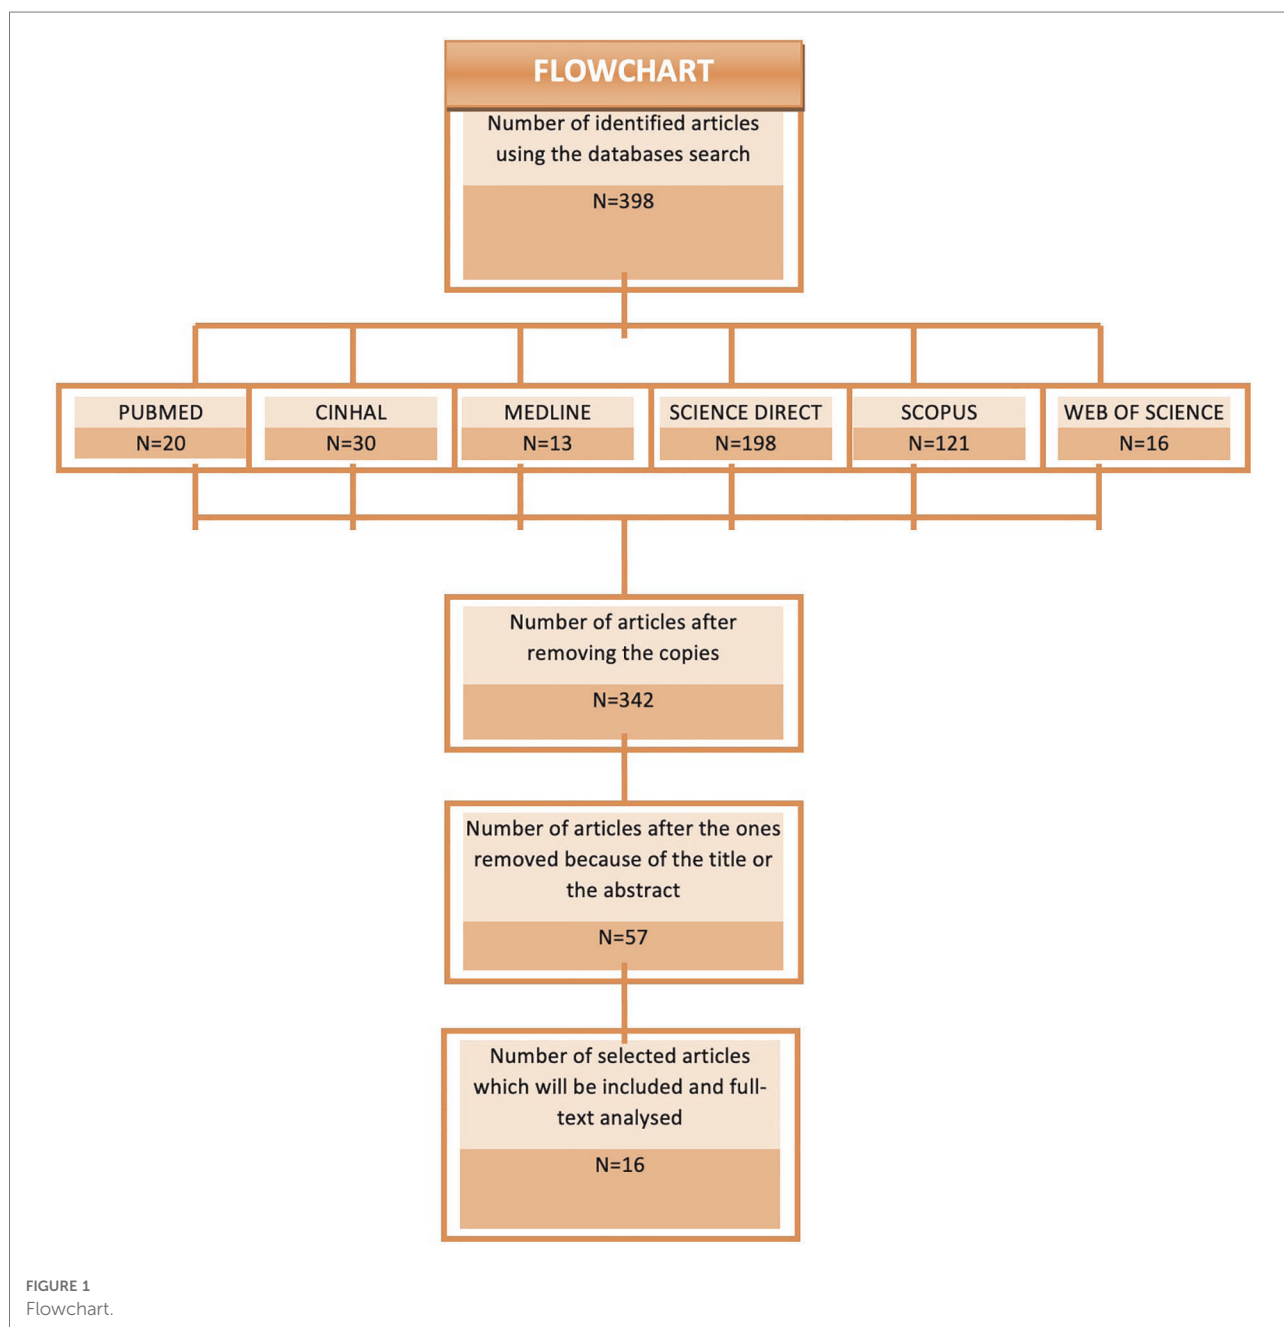 FLOWCHART
Number of identified articles
using the databases search
N=398
PUBMED
N=20
CINHAL
N=30
MEDLINE
N=13
SCIENCE DIRECT
N=198
SCOPUS
N=121
WEB OF SCIENCE
N=16
Number of articles after
removing the copies
N=342
Number of articles after the ones
removed because of the title or
the abstract
N=57
Number of selected articles
which will be included and full-
text analysed
N=16
FIGURE 1
Flowchart.